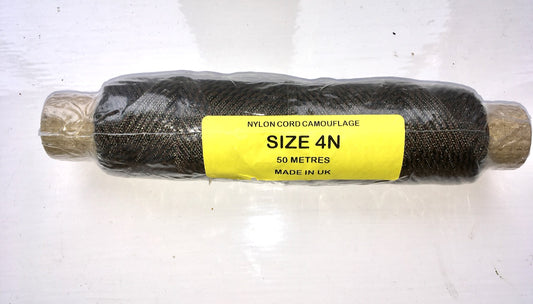 NYLON CORD CAMOUFLAGE
SIZE 4N
50 METRES
MADE IN UK